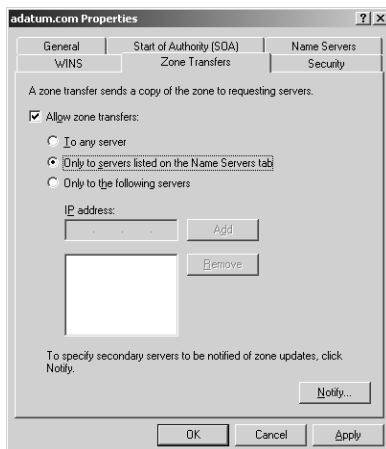 adatum.com Properties
General
Start of Authority (SOA)
Name Servers
WINS
Zone Transfers
Security
A zone transfer sends a copy of the zone to requesting servers.
Allow zone transfers:
To any server
Only to servers listed on the Name Servers tab
Only to the following servers
IP address:
Add
Remove
To specify secondary servers to be notified of zone updates, click
Notify.
Notify...
OK
Cancel
Apply